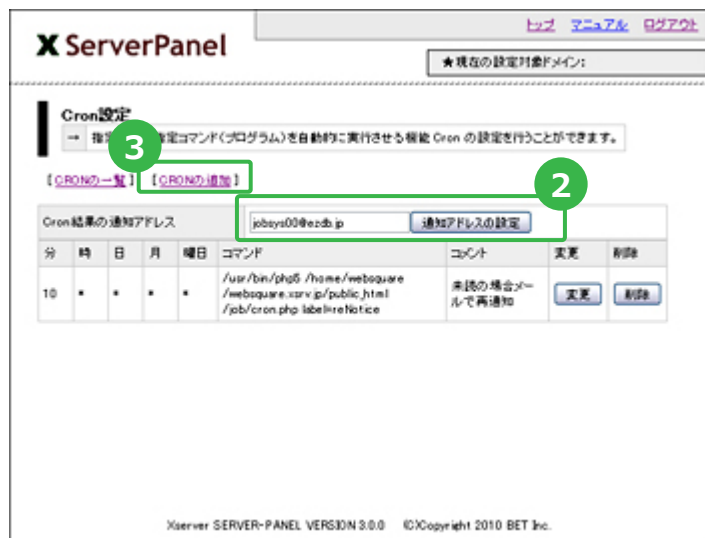 トップ マニュアル ログアウト
X ServerPanel
★現在の設定対象ドメイン:
Cron設定
→ 指定 定コマンド(プログラム)を自動的に実行させる機能 Cron の設定を行うことができます。
3
[CRONの一覧] [CRONの追加]
2
Cron結果の通知アドレス jobsys00@ezdb.jp 通知アドレスの設定
分 時 日 月 曜日 コマンド コメント 変更 削除
10 * * * * /usr/bin/php5 /home/websquare
/websquare.xsrv.jp/public_html
/job/cron.php label=reNotice
未読の場合メー
ルで再通知
変更 削除
Xserver SERVER-PANEL VERSION 3.0.0 (C)Copyright 2010 BET Inc.